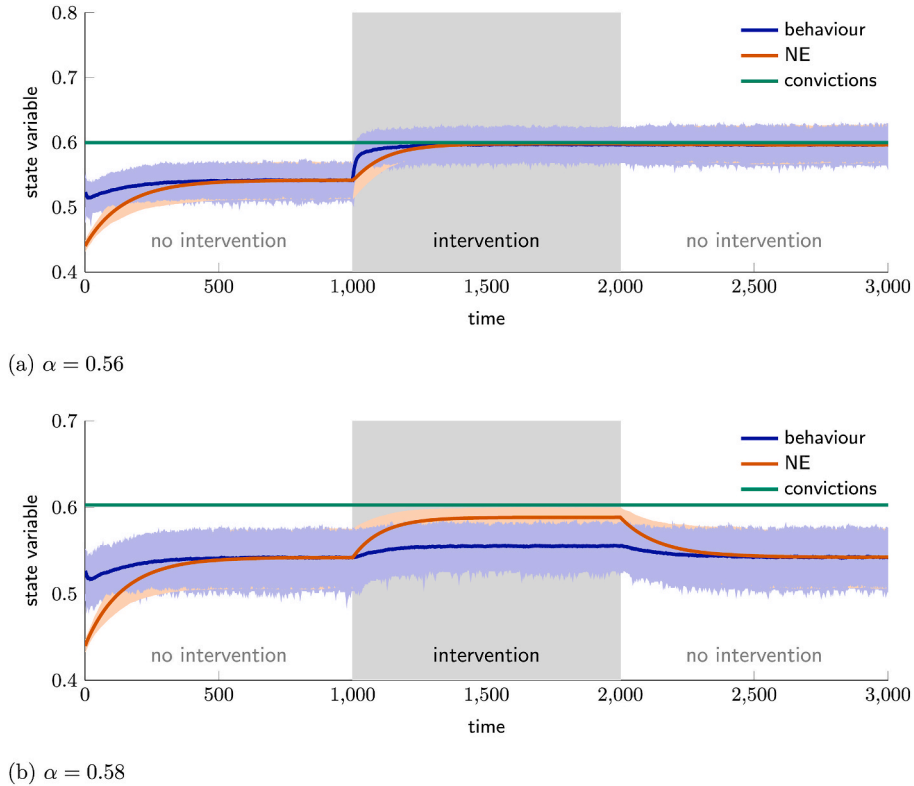 0.8
0.7
0.6
0.5
0.4
state variable
behaviour
NE
convictions
no intervention
intervention
no intervention
0 500 1,000 1,500 2,000 2,500 3,000
time
(a) α = 0.56
0.7
0.6
0.5
0.4
state variable
behaviour
NE
convictions
no intervention
intervention
no intervention
0 500 1,000 1,500 2,000 2,500 3,000
time
(b) α = 0.58